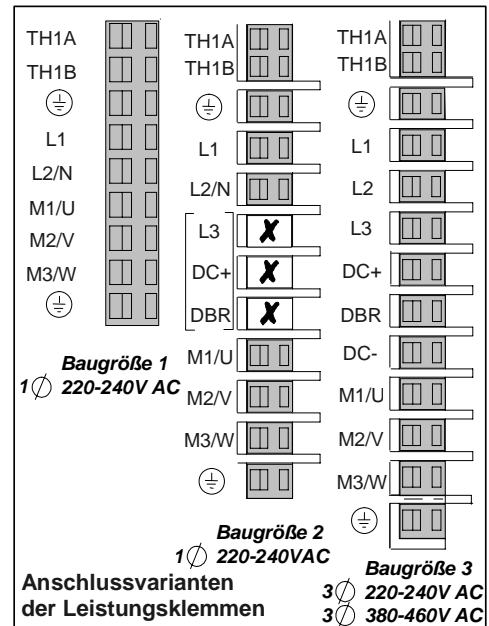 TH1A
TH1B
⏚
L1
L2/N
M1/U
M2/V
M3/W
⏚
Baugröße 1
1∅ 220-240V AC
TH1A
TH1B
⏚
L1
L2/N
L3 X
DC+ X
DBR X
M1/U
M2/V
M3/W
⏚
Baugröße 2
1∅ 220-240VAC
TH1A
TH1B
⏚
L1
L2
L3
DC+
DBR
DC-
M1/U
M2/V
M3/W
⏚
Baugröße 3
3∅ 220-240V AC
3∅ 380-460V AC
Anschlussvarianten
der Leistungsklemmen